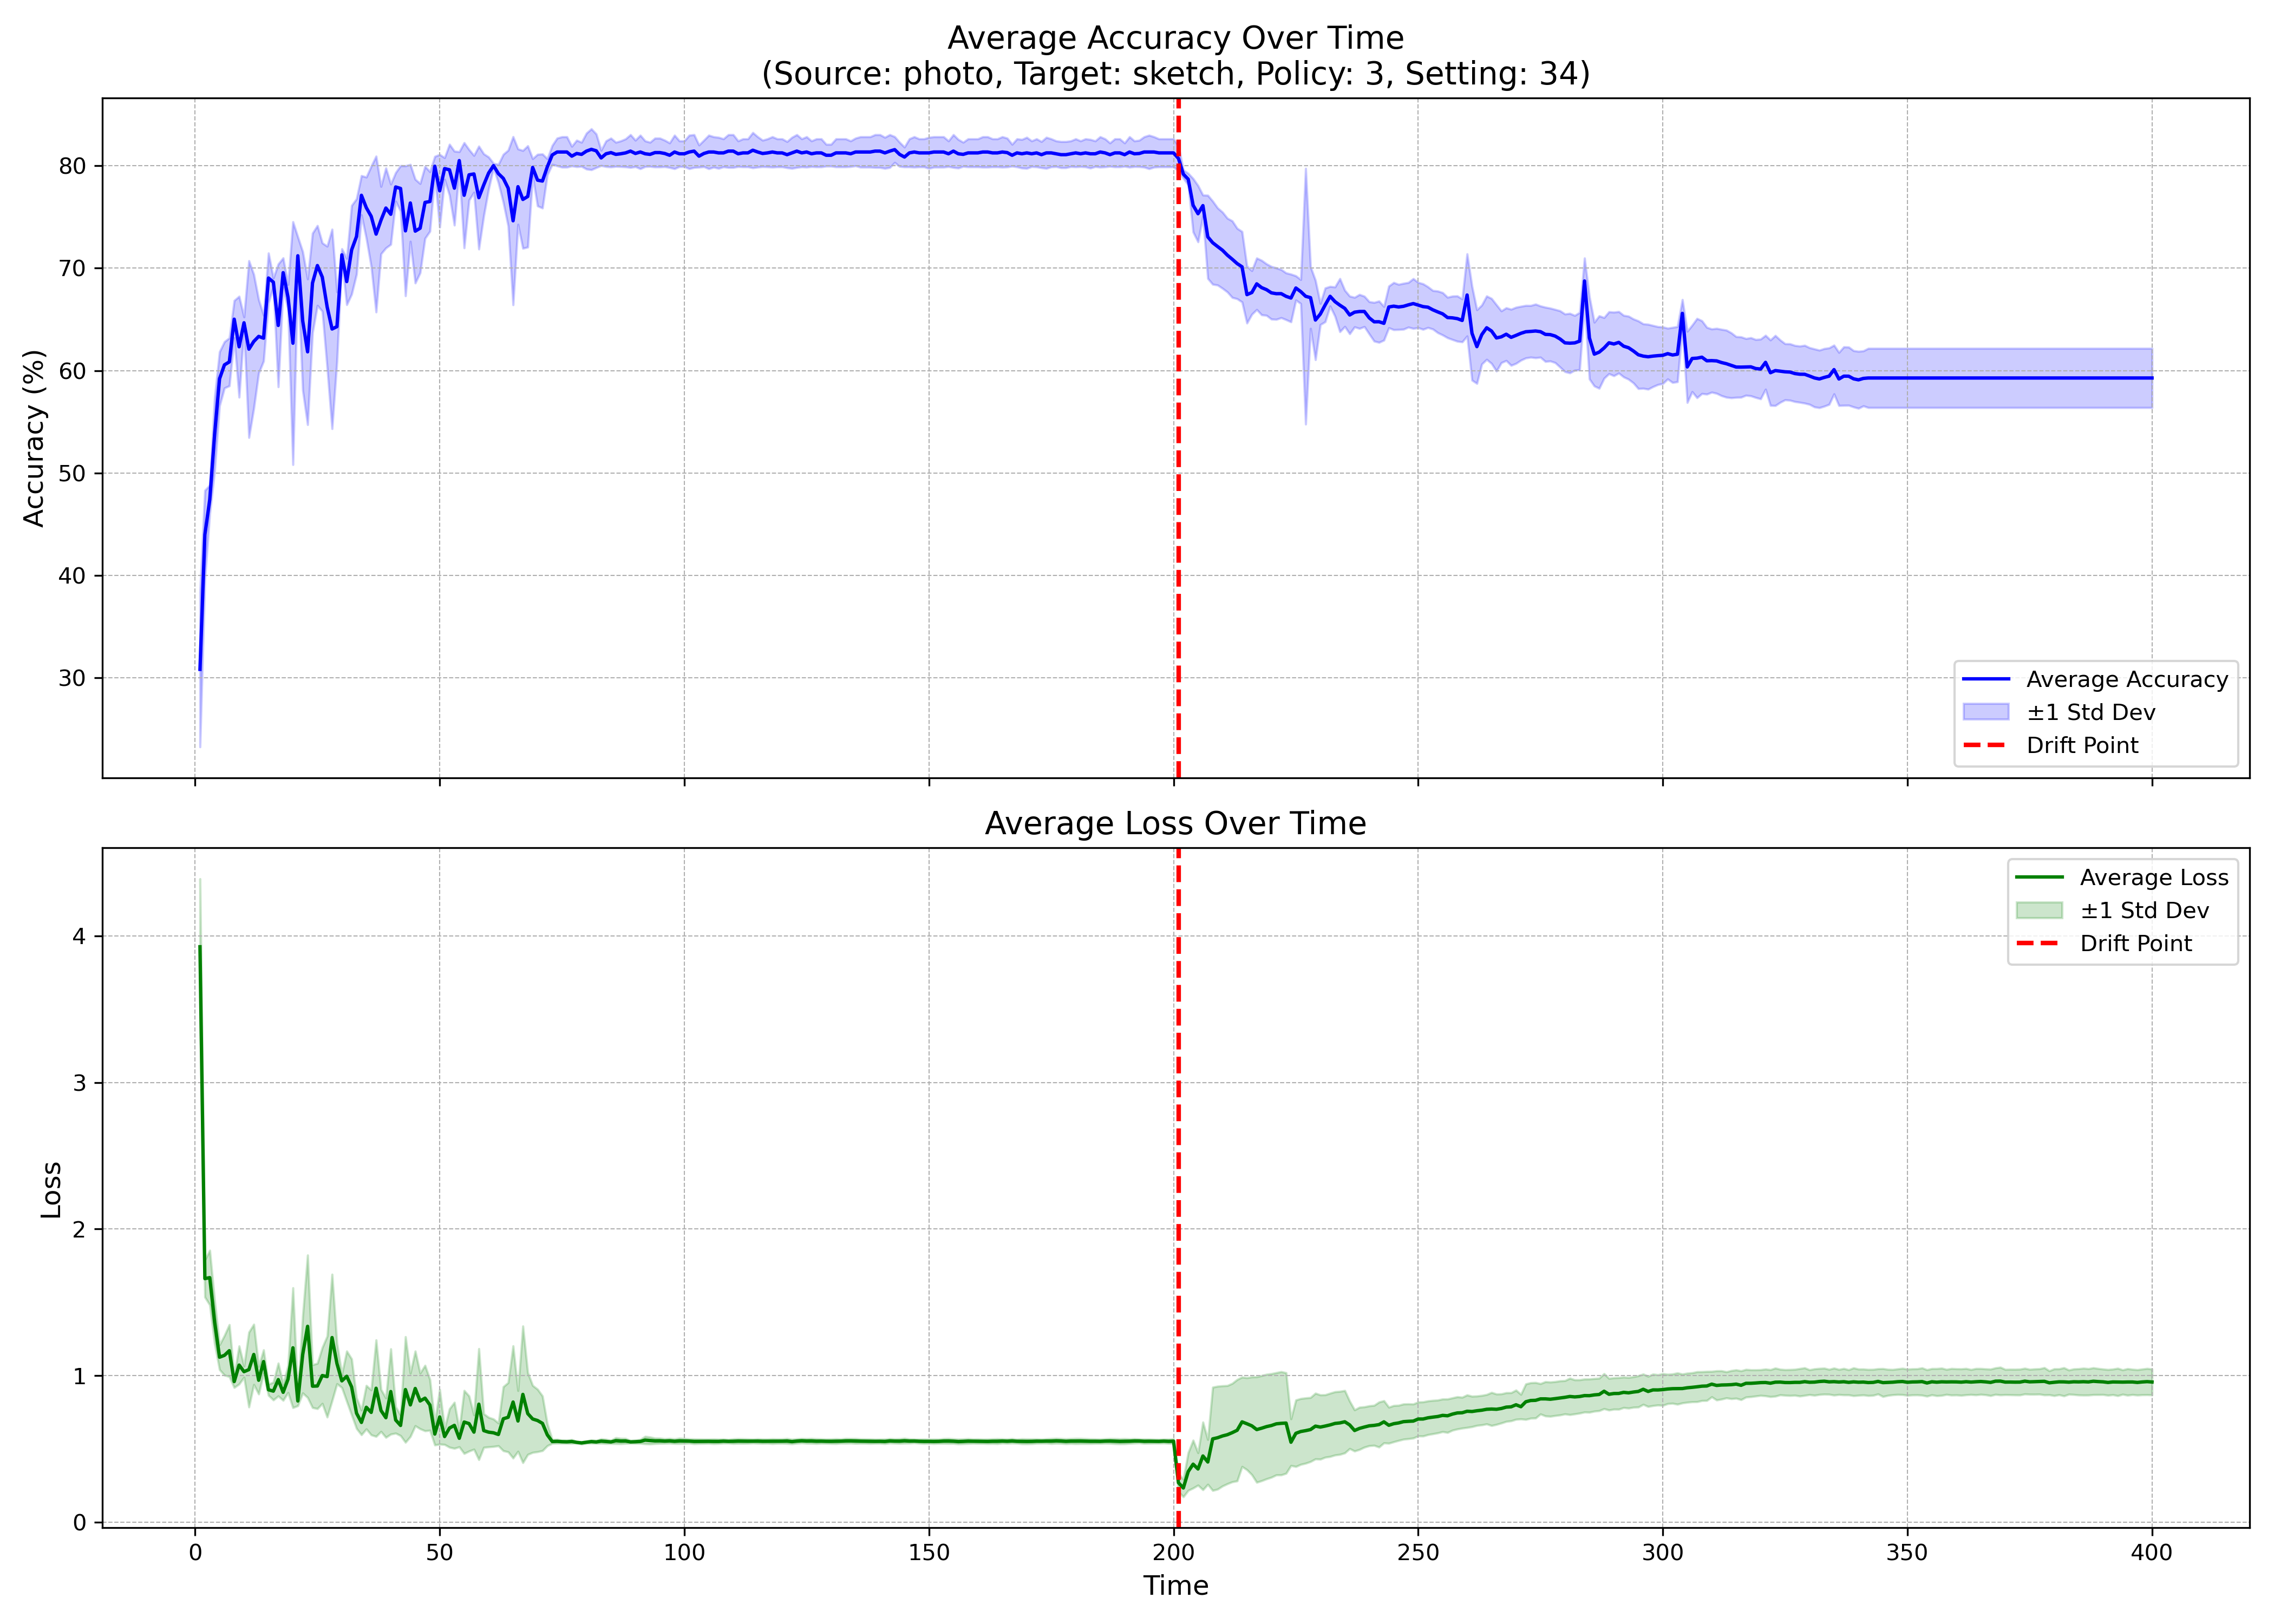 Average Accuracy Over Time
(Source: photo, Target: sketch, Policy: 3, Setting: 34)
Accuracy (%)
80
70
60
50
40
30
Average Accuracy
±1 Std Dev
Drift Point
Average Loss Over Time
Loss
4
3
2
1
0
Average Loss
±1 Std Dev
Drift Point
0 50 100 150 200 250 300 350 400
Time